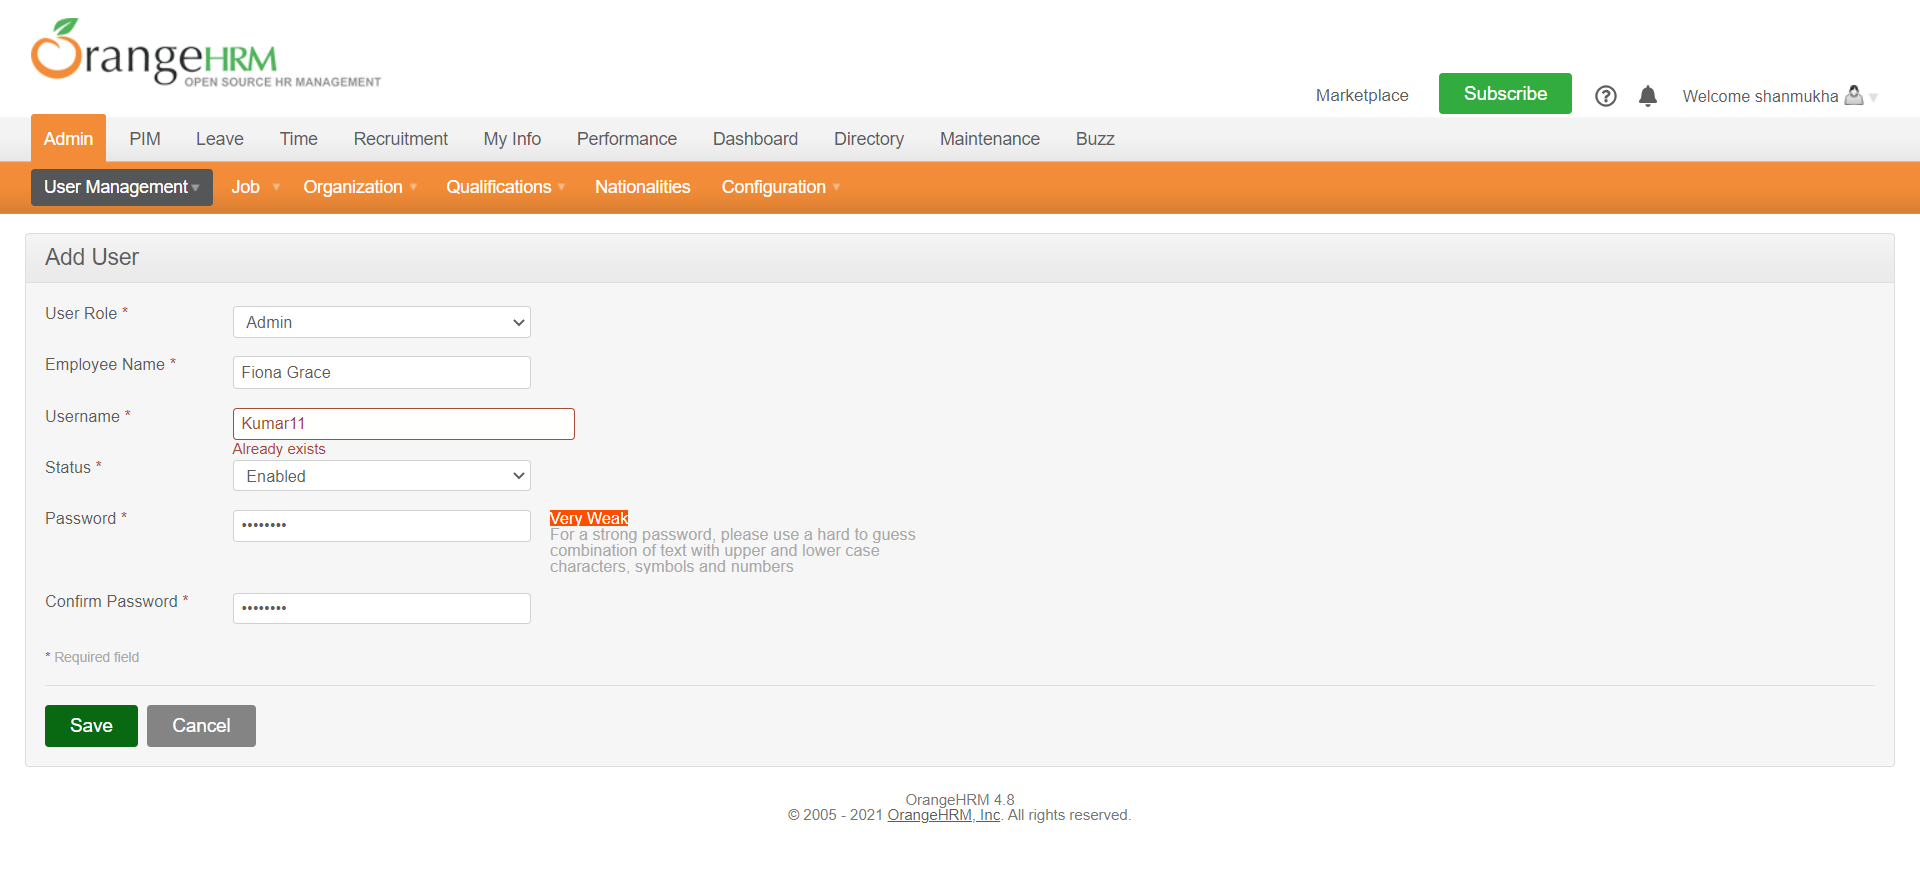 OrangeHRM
OPEN SOURCE HR MANAGEMENT
Marketplace Subscribe Welcome shanmukha
Admin PIM Leave Time Recruitment My Info Performance Dashboard Directory Maintenance Buzz
User Management Job Organization Qualifications Nationalities Configuration
Add User
User Role * Admin
Employee Name * Fiona Grace
Username * Kumar11
Already exists
Status * Enabled
Password * •••••••• Very Weak
For a strong password, please use a hard to guess
combination of text with upper and lower case
characters, symbols and numbers
Confirm Password * ••••••••
* Required field
Save Cancel
OrangeHRM 4.8
© 2005 - 2021 OrangeHRM, Inc. All rights reserved.